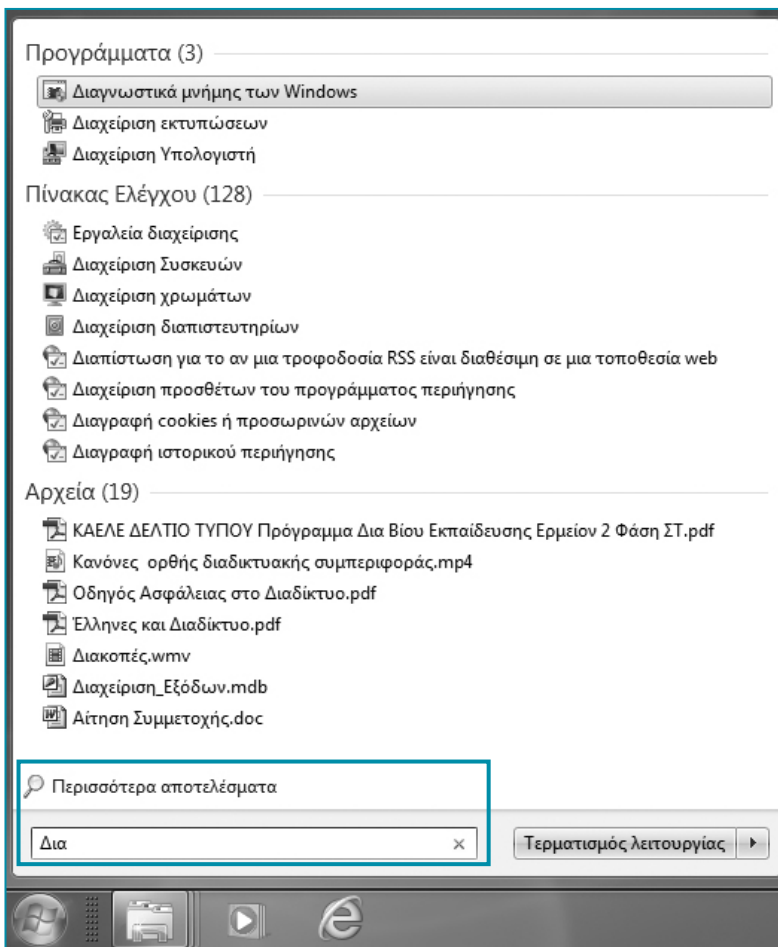 Προγράμματα (3)
Διαγνωστικά μνήμης των Windows
Διαχείριση εκτυπώσεων
Διαχείριση Υπολογιστή
Πίνακας Ελέγχου (128)
Εργαλεία διαχείρισης
Διαχείριση Συσκευών
Διαχείριση χρωμάτων
Διαχείριση διαπιστευτηρίων
Διαπίστωση για το αν μια τροφοδοσία RSS είναι διαθέσιμη σε μια τοποθεσία web
Διαχείριση προσθέτων του προγράμματος περιήγησης
Διαγραφή cookies ή προσωρινών αρχείων
Διαγραφή ιστορικού περιήγησης
Αρχεία (19)
ΚΑΕΛΕ ΔΕΛΤΙΟ ΤΥΠΟΥ Πρόγραμμα Δια Βίου Εκπαίδευσης Ερμείον 2 Φάση ΣΤ.pdf
Κανόνες  ορθής διαδικτυακής συμπεριφοράς.mp4
Οδηγός Ασφάλειας στο Διαδίκτυο.pdf
Έλληνες και Διαδίκτυο.pdf
Διακοπές.wmv
Διαχείριση_Εξόδων.mdb
Αίτηση Συμμετοχής.doc
Περισσότερα αποτελέσματα
Δια
Τερματισμός λειτουργίας